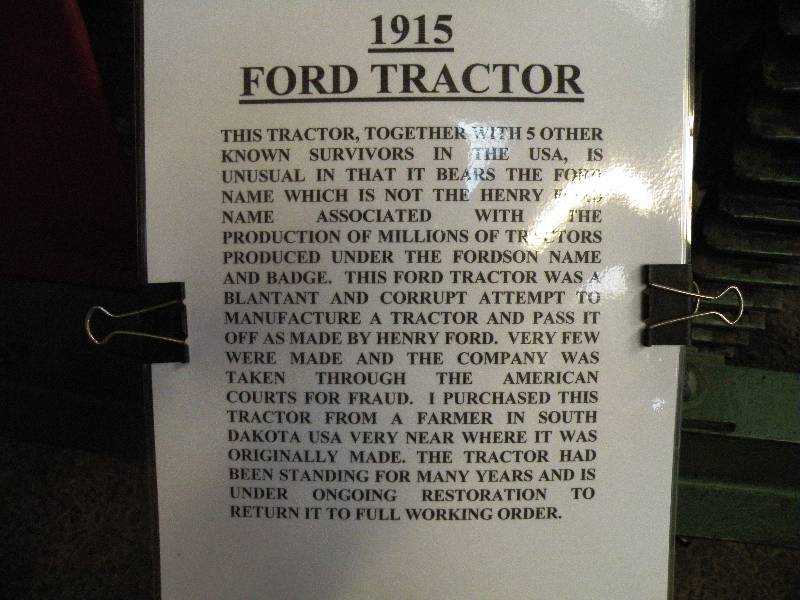 1915
FORD TRACTOR
THIS TRACTOR, TOGETHER WITH 5 OTHER
KNOWN SURVIVORS IN THE USA, IS
UNUSUAL IN THAT IT BEARS THE FORD
NAME WHICH IS NOT THE HENRY FORD
NAME ASSOCIATED WITH THE
PRODUCTION OF MILLIONS OF TRACTORS
PRODUCED UNDER THE FORDSON NAME
AND BADGE. THIS FORD TRACTOR WAS A
BLANTANT AND CORRUPT ATTEMPT TO
MANUFACTURE A TRACTOR AND PASS IT
OFF AS MADE BY HENRY FORD. VERY FEW
WERE MADE AND THE COMPANY WAS
TAKEN THROUGH THE AMERICAN
COURTS FOR FRAUD. I PURCHASED THIS
TRACTOR FROM A FARMER IN SOUTH
DAKOTA USA VERY NEAR WHERE IT WAS
ORIGINALLY MADE. THE TRACTOR HAD
BEEN STANDING FOR MANY YEARS AND IS
UNDER ONGOING RESTORATION TO
RETURN IT TO FULL WORKING ORDER.